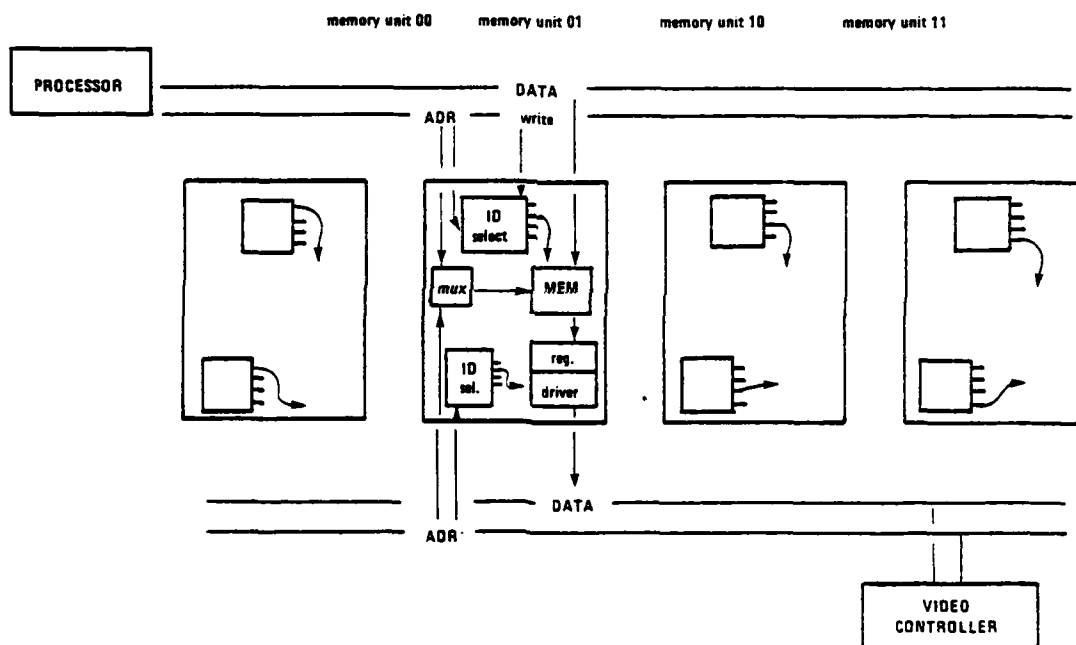 memory unit 00 memory unit 01 memory unit 10 memory unit 11
PROCESSOR
DATA
ADR write
ID
select
mux
MEM
reg.
ID
sel.
driver
DATA
ADR
VIDEO
CONTROLLER